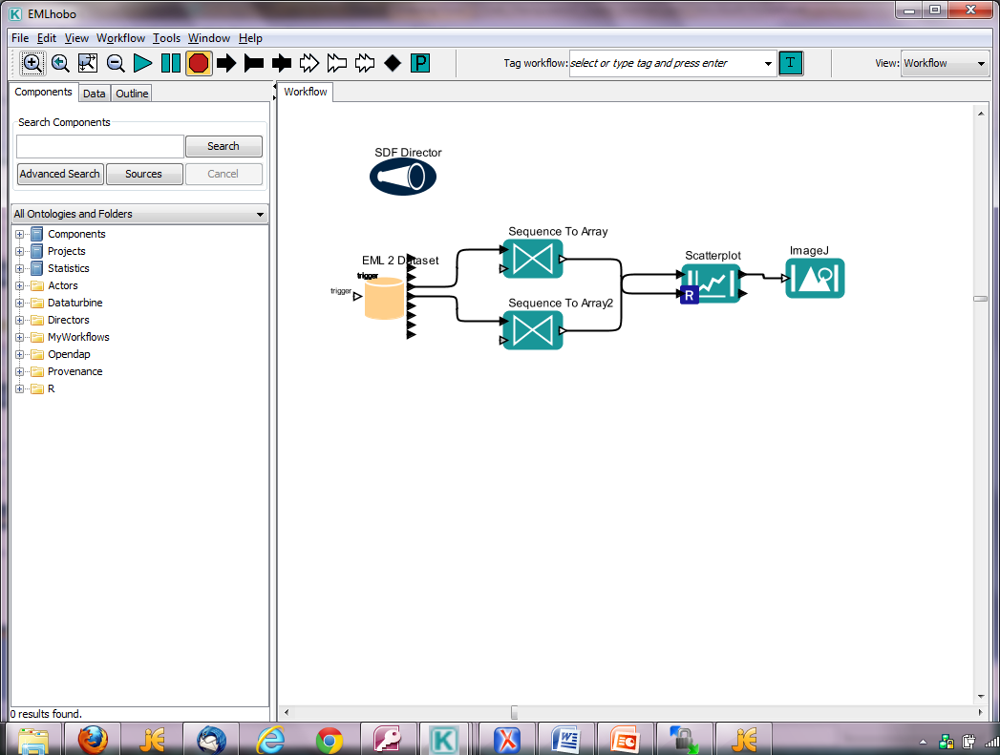 EMLhobo
File Edit View Workflow Tools Window Help
P
Tag workflow: select or type tag and press enter
T
View: Workflow
Components Data Outline
Workflow
Search Components
Search
Advanced Search Sources Cancel
All Ontologies and Folders
Components
Projects
Statistics
Actors
Dataturbine
Directors
MyWorkflows
Opendap
Provenance
R
0 results found.
SDF Director
EML 2 Dataset
trigger
trigger
Sequence To Array
Sequence To Array2
Scatterplot
R
ImageJ